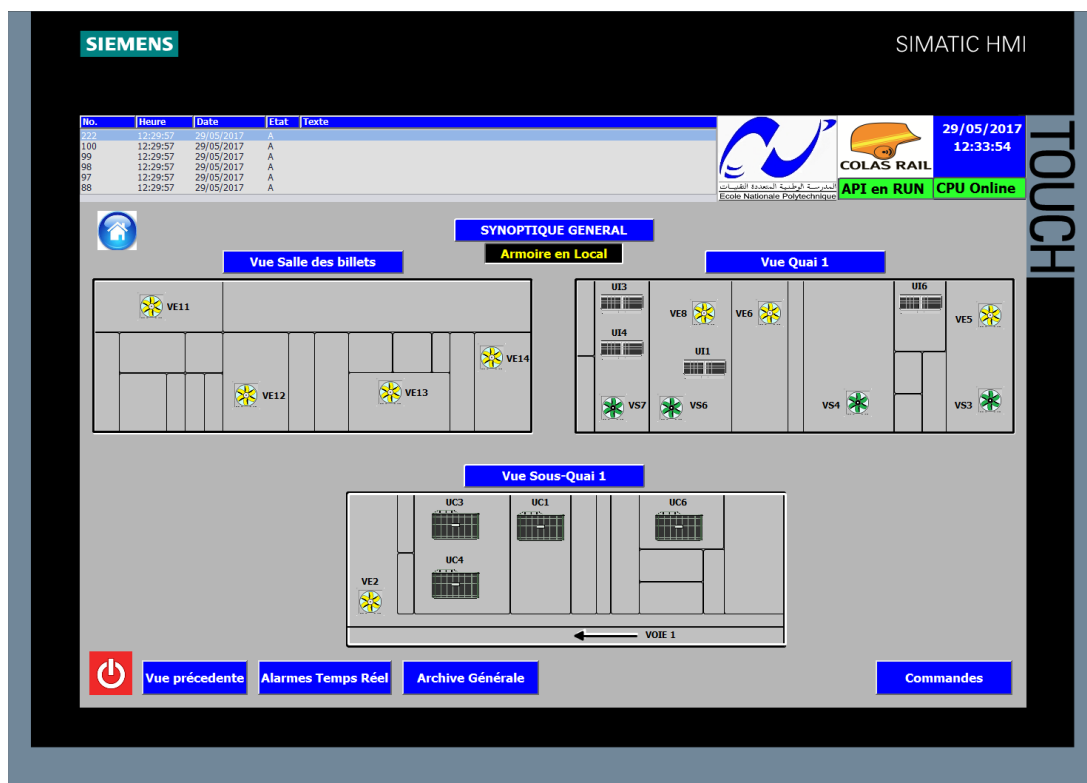 SIEMENS
SIMATIC HMI
TOUCH
No. Heure Date Etat Texte
222 12:29:57 29/05/2017 A
100 12:29:57 29/05/2017 A
99 12:29:57 29/05/2017 A
98 12:29:57 29/05/2017 A
97 12:29:57 29/05/2017 A
88 12:29:57 29/05/2017 A
المدرسة الوطنية المتعددة التقنيات
Ecole Nationale Polytechnique
COLAS RAIL
29/05/2017
12:33:54
API en RUN
CPU Online
SYNOPTIQUE GENERAL
Armoire en Local
Vue Salle des billets
Vue Quai 1
VE11
VE14
VE12
VE13
UI3
UI6
VE8
VE6
VE5
UI4
UI1
VS7
VS6
VS4
VS3
Vue Sous-Quai 1
UC3
UC1
UC6
UC4
VE2
VOIE 1
Vue précedente
Alarmes Temps Réel
Archive Générale
Commandes